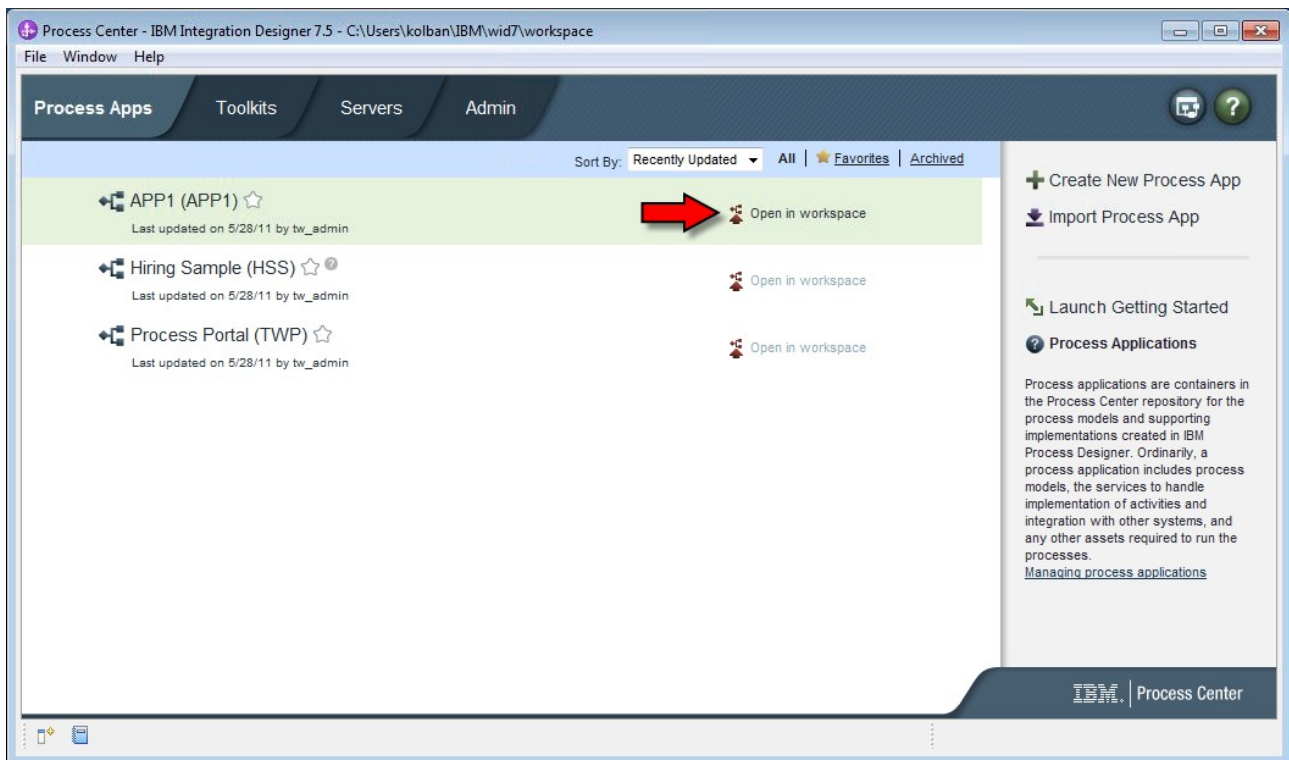 Process Center - IBM Integration Designer 7.5 - C:\Users\kolban\IBM\wid7\workspace
File Window Help
Process Apps Toolkits Servers Admin
?
Sort By: Recently Updated All | Favorites | Archived
APP1 (APP1)
Open in workspace
Last updated on 5/28/11 by tw_admin
Hiring Sample (HSS) ?
Open in workspace
Last updated on 5/28/11 by tw_admin
Process Portal (TWP)
Open in workspace
Last updated on 5/28/11 by tw_admin
Create New Process App
Import Process App
Launch Getting Started
? Process Applications
Process applications are containers in
the Process Center repository for the
process models and supporting
implementations created in IBM
Process Designer. Ordinarily, a
process application includes process
models, the services to handle
implementation of activities and
integration with other systems, and
any other assets required to run the
processes.
Managing process applications
IBM. | Process Center